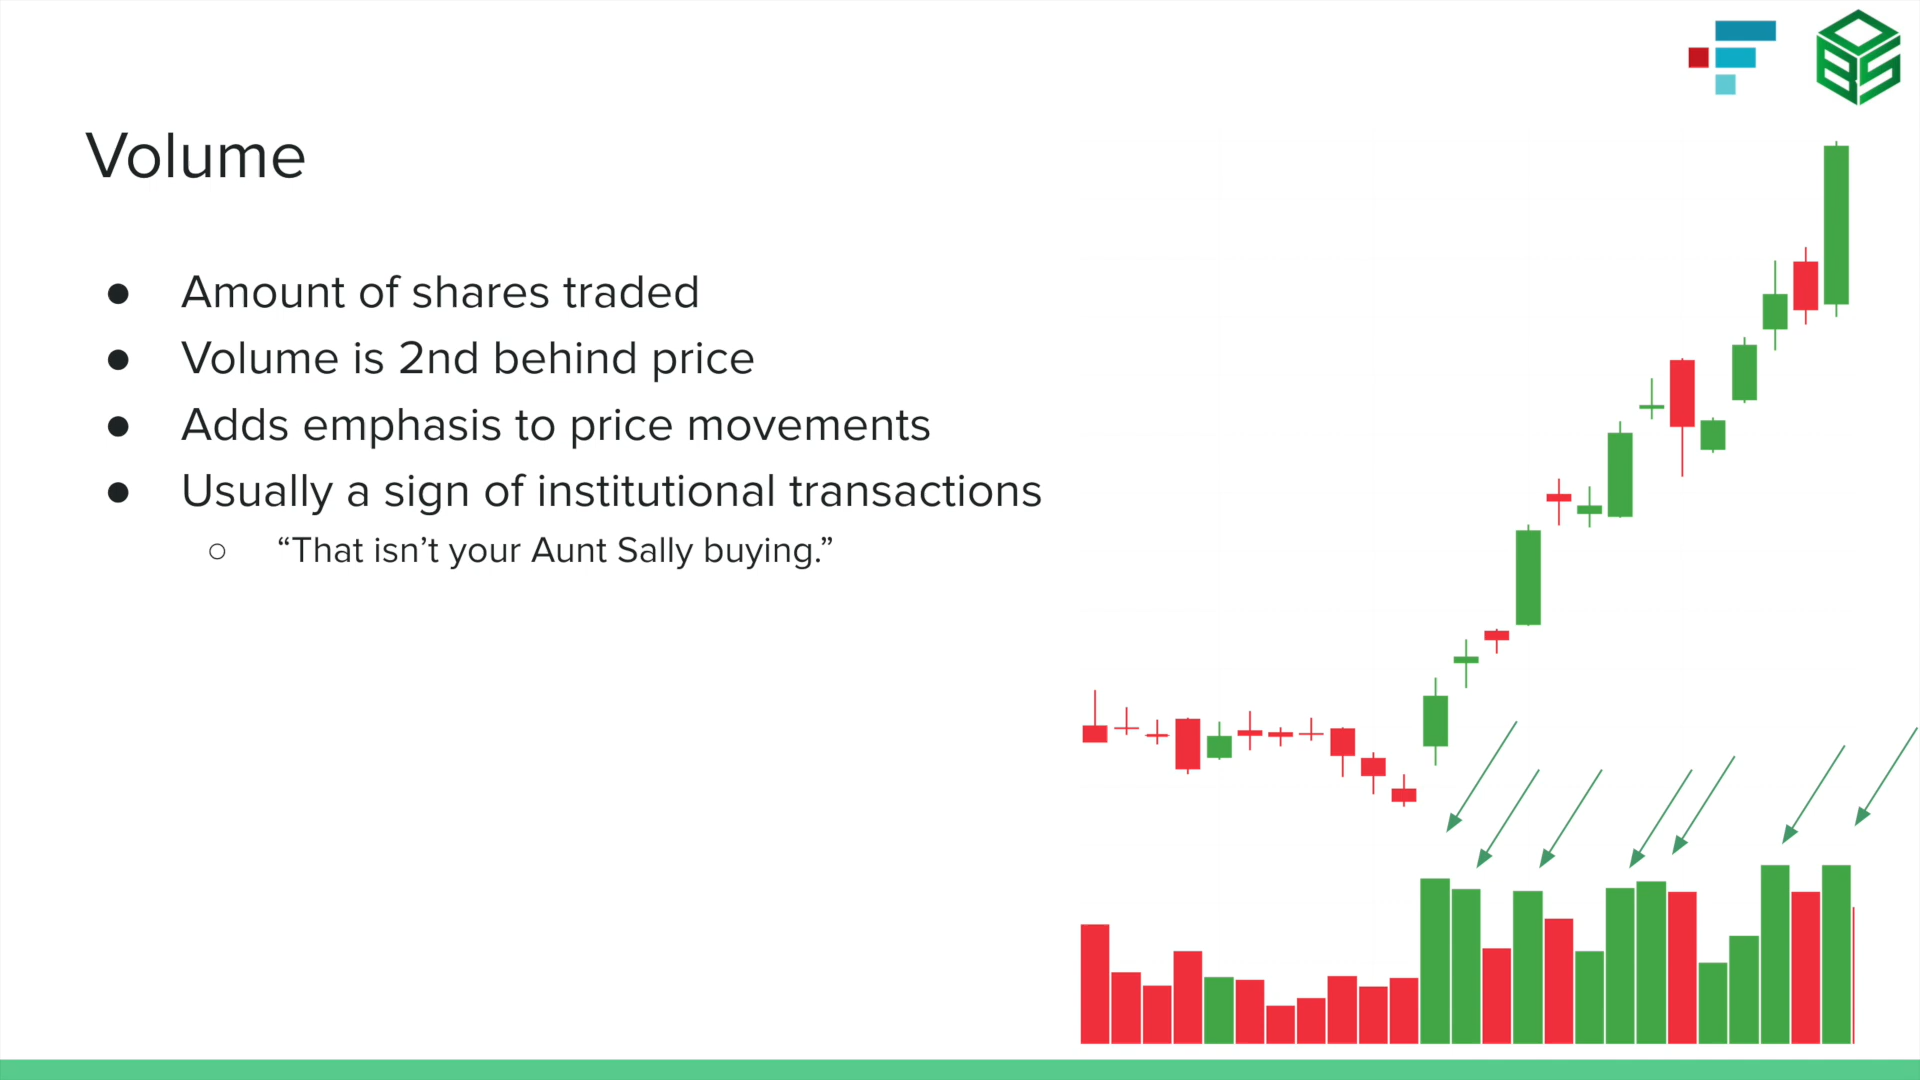 Volume
● Amount of shares traded
● Volume is 2nd behind price
● Adds emphasis to price movements
● Usually a sign of institutional transactions
○ “That isn’t your Aunt Sally buying.”